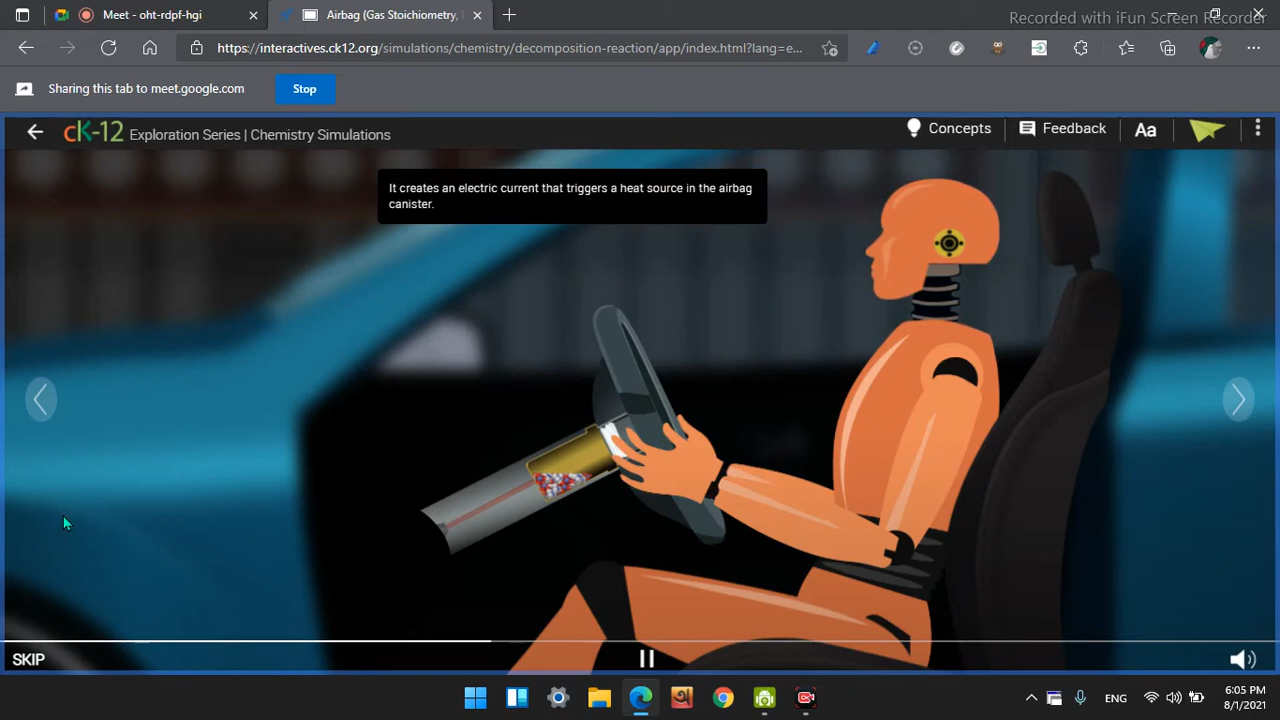 Meet - oht-rdpf-hgi
Airbag (Gas Stoichiometry,
Recorded with iFun Screen Recorder
https://interactives.ck12.org/simulations/chemistry/decomposition-reaction/app/index.html?lang=e...
Sharing this tab to meet.google.com
Stop
cK-12 Exploration Series | Chemistry Simulations
Concepts
Feedback
Aa
It creates an electric current that triggers a heat source in the airbag
canister.
SKIP
ENG
6:05 PM
8/1/2021